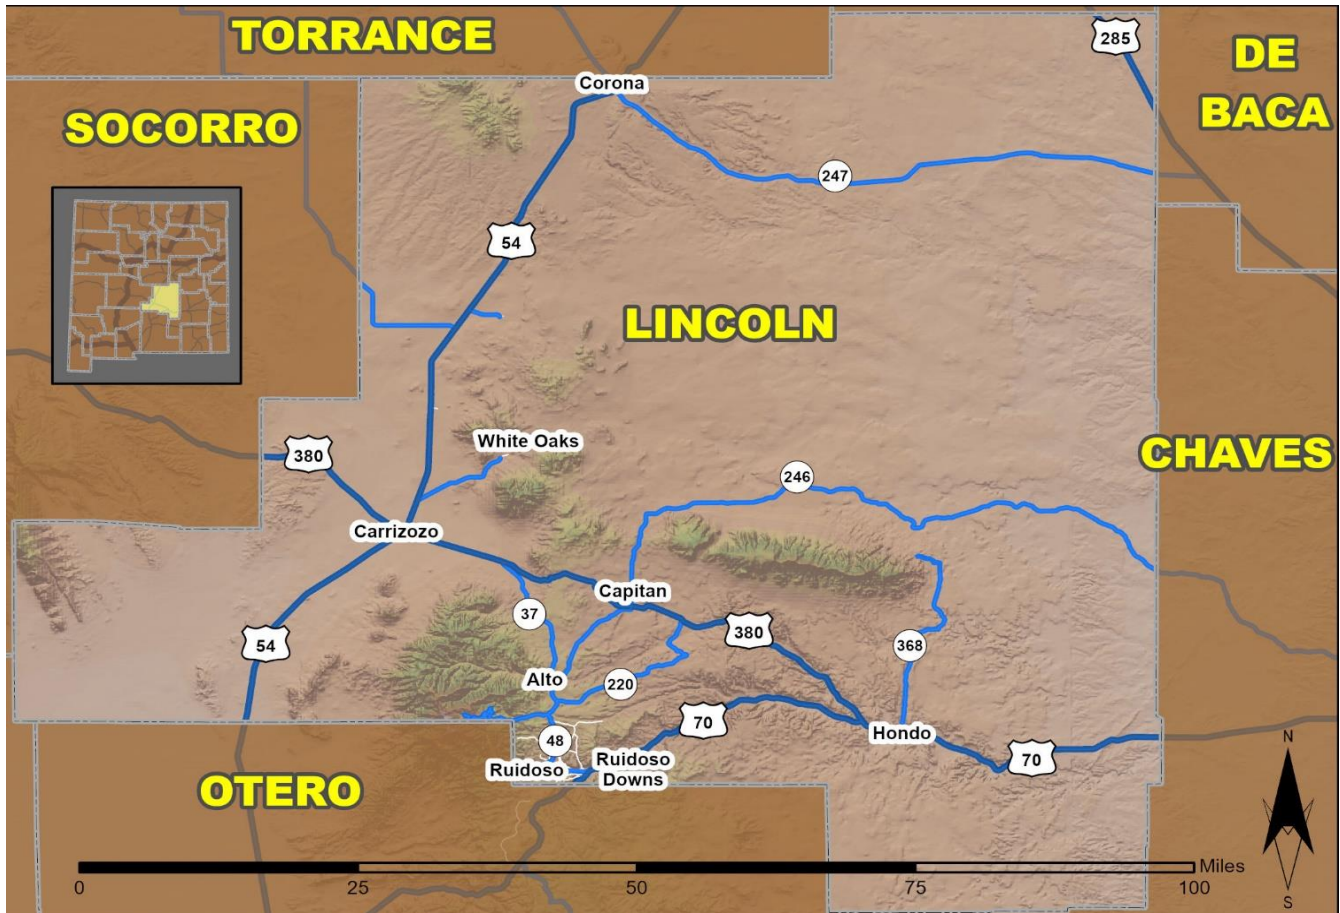 TORRANCE
285
DE
BACA
Corona
SOCORRO
247
54
LINCOLN
White Oaks
380
246
CHAVES
Carrizozo
Capitan
37
380
54
368
Alto
220
70
48
Hondo
Ruidoso
Ruidoso
Downs
70
N
OTERO
Miles
0
25
50
75
100
S